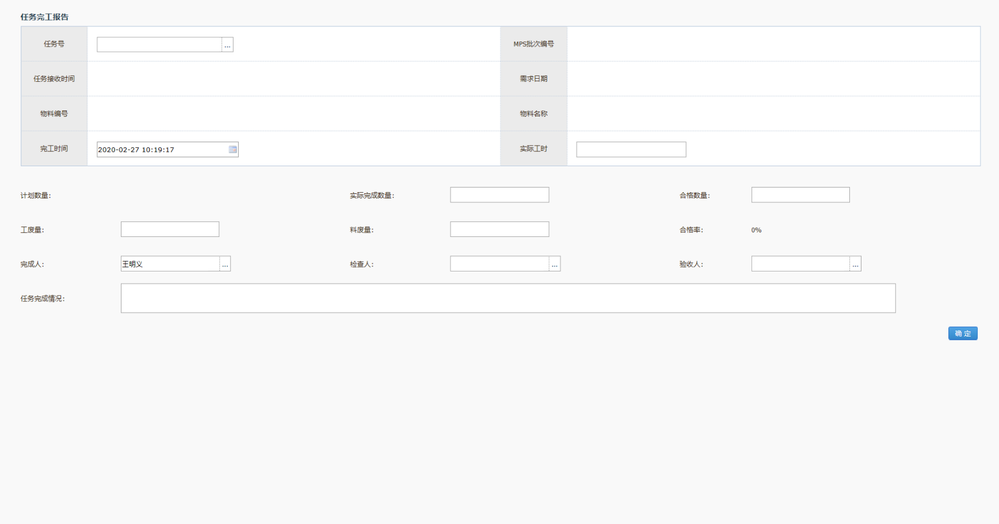 任务完工报告
任务号 ... MPS批次编号
任务接收时间 需求日期
物料编号 物料名称
完工时间 2020-02-27 10:19:17 实际工时
计划数量: 实际完成数量: 合格数量:
工废量: 料废量: 合格率: 0%
完成人: 王明义 ... 检查人: ... 验收人: ...
任务完成情况:
确 定